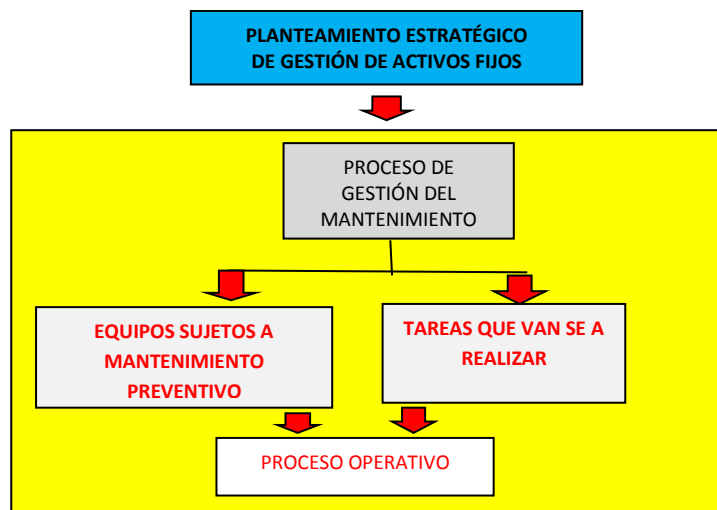 PLANTEAMIENTO ESTRATÉGICO
DE GESTIÓN DE ACTIVOS FIJOS
PROCESO DE
GESTIÓN DEL
MANTENIMIENTO
EQUIPOS SUJETOS A
MANTENIMIENTO
PREVENTIVO
TAREAS QUE VAN SE A
REALIZAR
PROCESO OPERATIVO